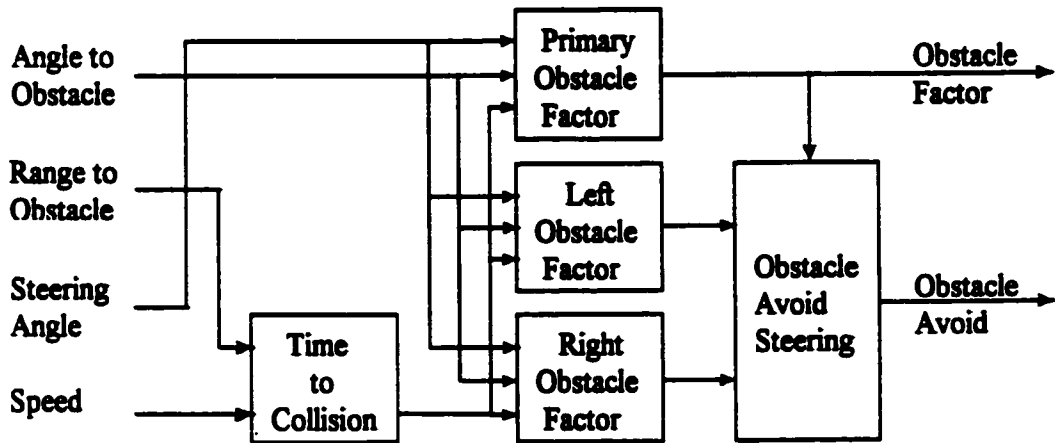 Angle to
Obstacle
Range to
Obstacle
Steering
Angle
Speed
Time
to
Collision
Primary
Obstacle
Factor
Left
Obstacle
Factor
Right
Obstacle
Factor
Obstacle
Avoid
Steering
Obstacle
Factor
Obstacle
Avoid